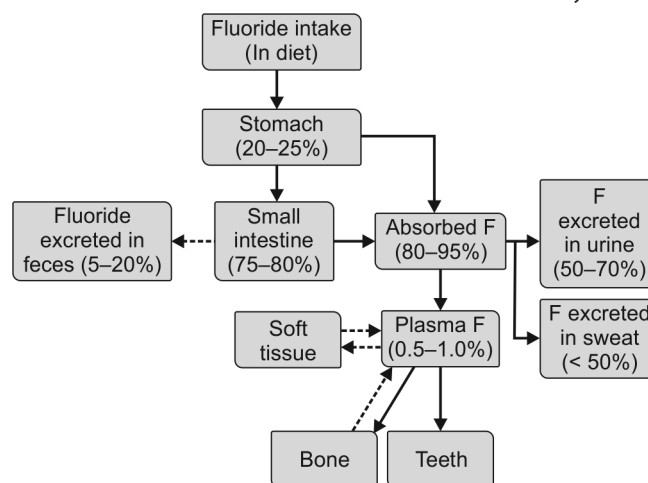 Fluoride intake
(In diet)
Stomach
(20–25%)
Fluoride
excreted in
feces (5–20%)
Small
intestine
(75–80%)
Absorbed F
(80–95%)
F
excreted
in urine
(50–70%)
F excreted
in sweat
(< 50%)
Soft
tissue
Plasma F
(0.5–1.0%)
Bone
Teeth